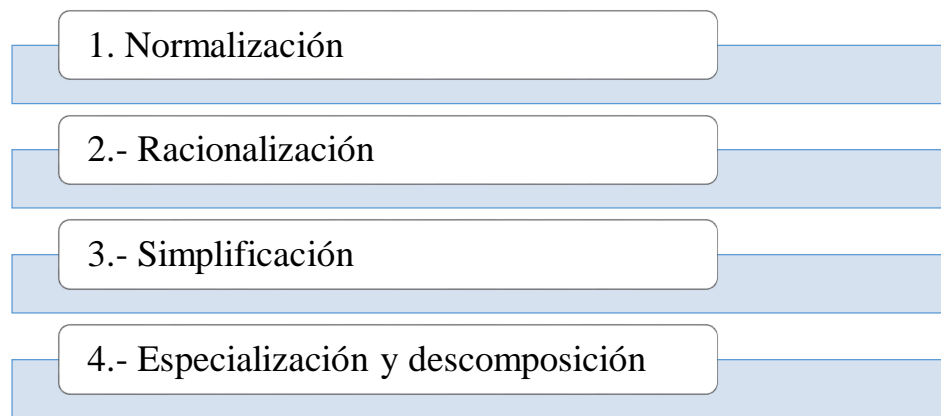 1. Normalización
2.- Racionalización
3.- Simplificación
4.- Especialización y descomposición